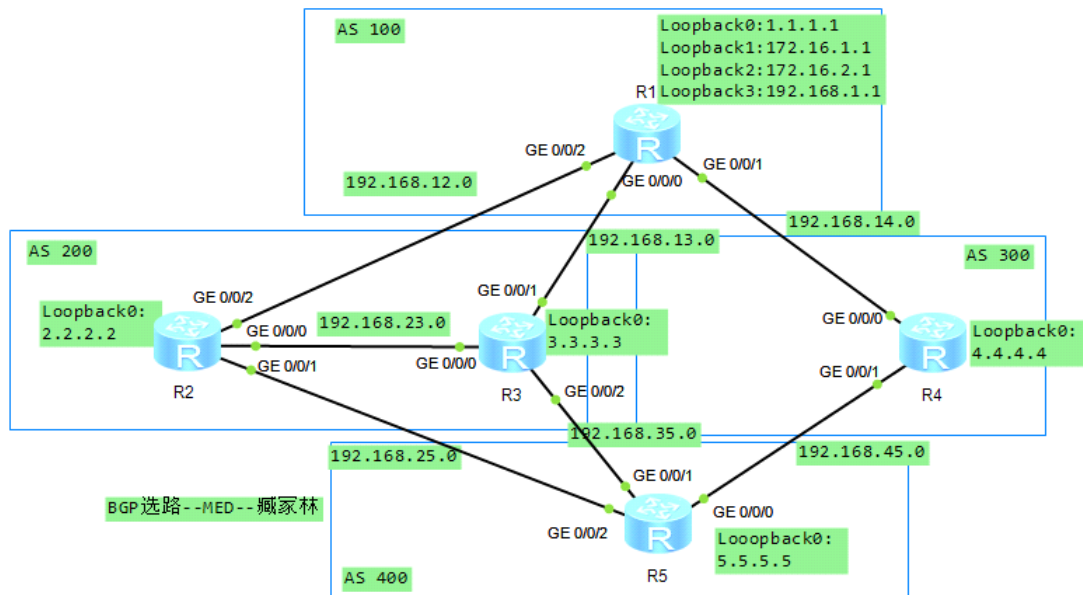 AS 100
Loopback0:1.1.1.1
Loopback1:172.16.1.1
Loopback2:172.16.2.1
Loopback3:192.168.1.1
R1
R
GE 0/0/2
GE 0/0/0
GE 0/0/1
192.168.12.0
192.168.14.0
192.168.13.0
AS 200
AS 300
Loopback0:
2.2.2.2
GE 0/0/2
GE 0/0/0
GE 0/0/1
R
R2
192.168.23.0
GE 0/0/1
GE 0/0/0
Loopback0:
3.3.3.3
R
R3
GE 0/0/2
GE 0/0/0
GE 0/0/1
Loopback0:
4.4.4.4
R
R4
192.168.25.0
192.168.35.0
192.168.45.0
BGP选路--MED--臧冢林
GE 0/0/1
GE 0/0/2
GE 0/0/0
R
R5
Looopback0:
5.5.5.5
AS 400